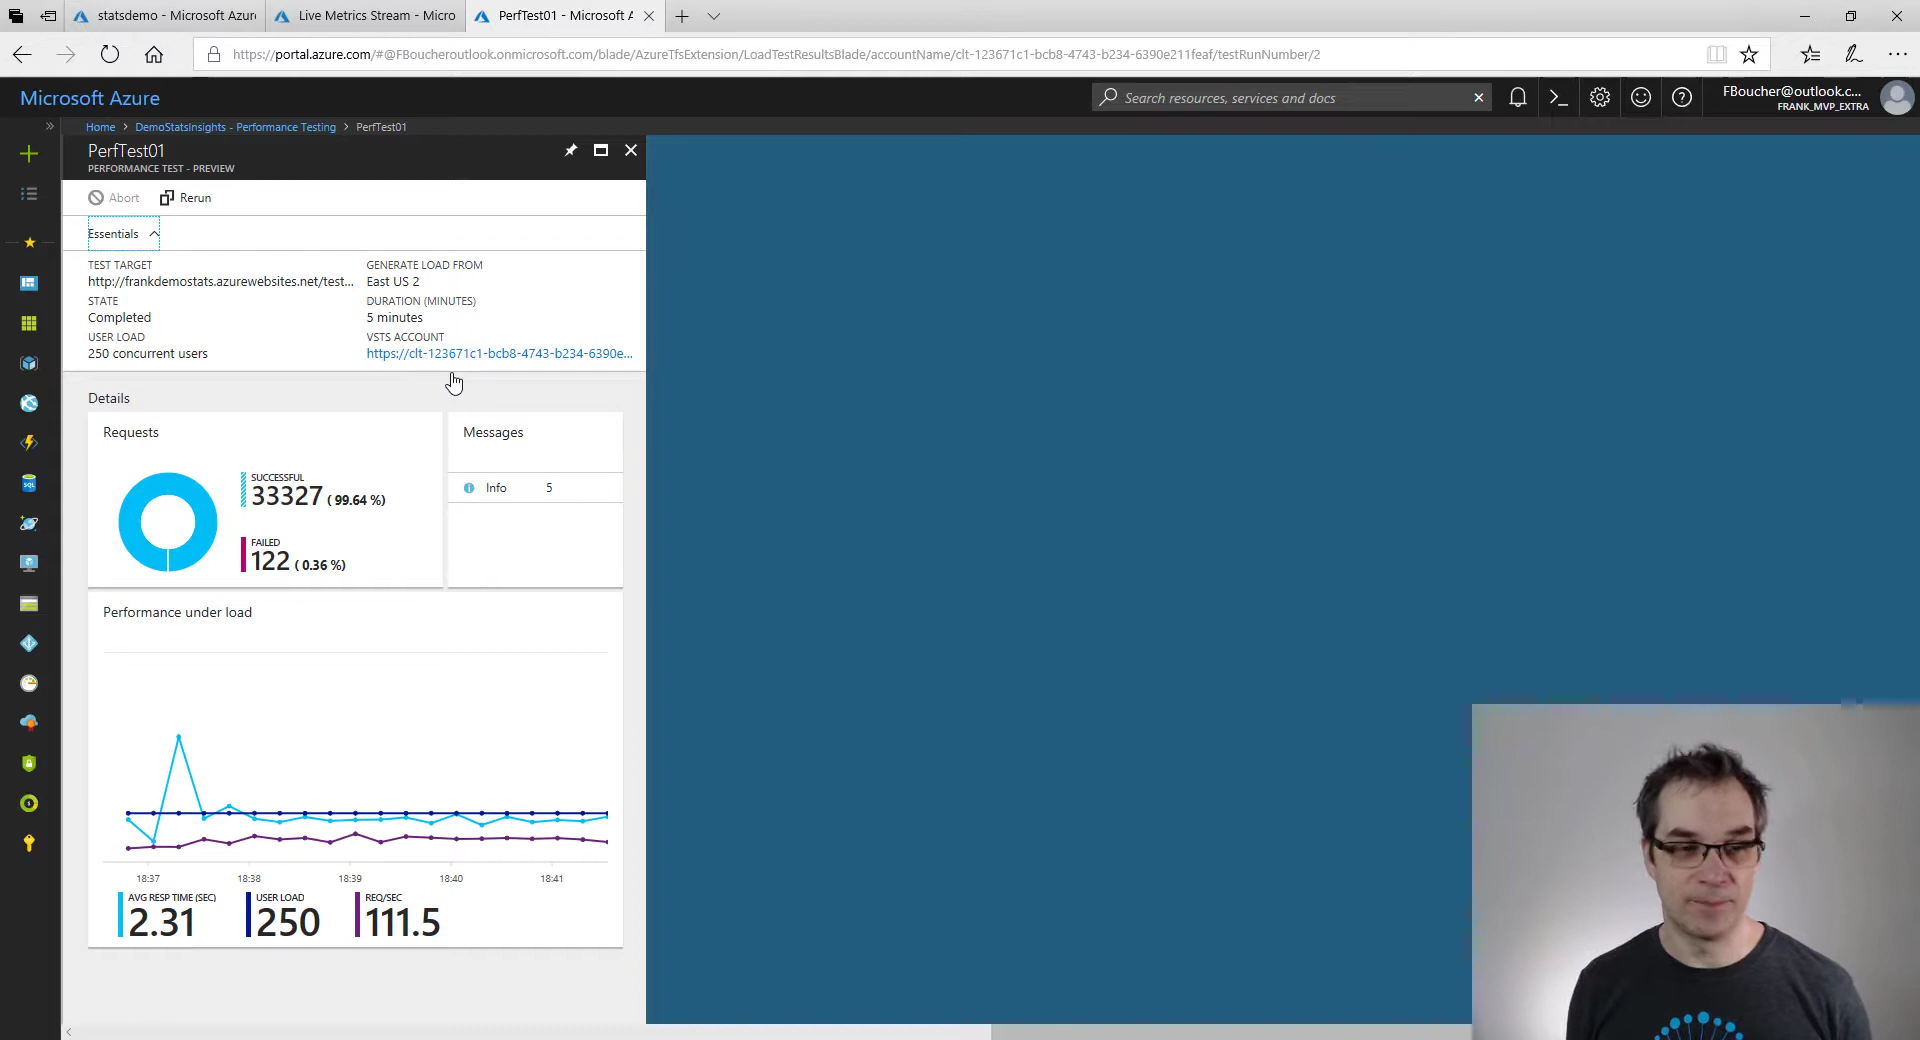 statsdemo - Microsoft Azur
Live Metrics Stream - Micro
PerfTest01 - Microsoft A
https://portal.azure.com/#@FBoucheroutlook.onmicrosoft.com/blade/AzureTfsExtension/LoadTestResultsBlade/accountName/clt-123671c1-bcb8-4743-b234-6390e211feaf/testRunNumber/2
Microsoft Azure
Search resources, services and docs
FBoucher@outlook.c...
FRANK_MVP_EXTRA
Home > DemoStatsInsights - Performance Testing > PerfTest01
PerfTest01
PERFORMANCE TEST - PREVIEW
Abort Rerun
Essentials
TEST TARGET
http://frankdemostats.azurewebsites.net/test...
STATE
Completed
USER LOAD
250 concurrent users
GENERATE LOAD FROM
East US 2
DURATION (MINUTES)
5 minutes
VSTS ACCOUNT
https://clt-123671c1-bcb8-4743-b234-6390e...
Details
Requests
SUCCESSFUL
33327 ( 99.64 %)
FAILED
122 ( 0.36 %)
Messages
Info 5
Performance under load
18:37 18:38 18:39 18:40 18:41
AVG RESP TIME (SEC)
2.31
USER LOAD
250
REQ/SEC
111.5
SQL